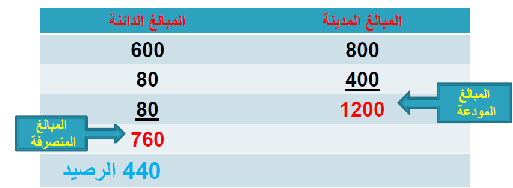 المبالغ المدينة المبالغ الدائنة
800 600
400 80
1200 80
المبالغ المودعة
760
المبالغ المتصرفة
440 الرصيد